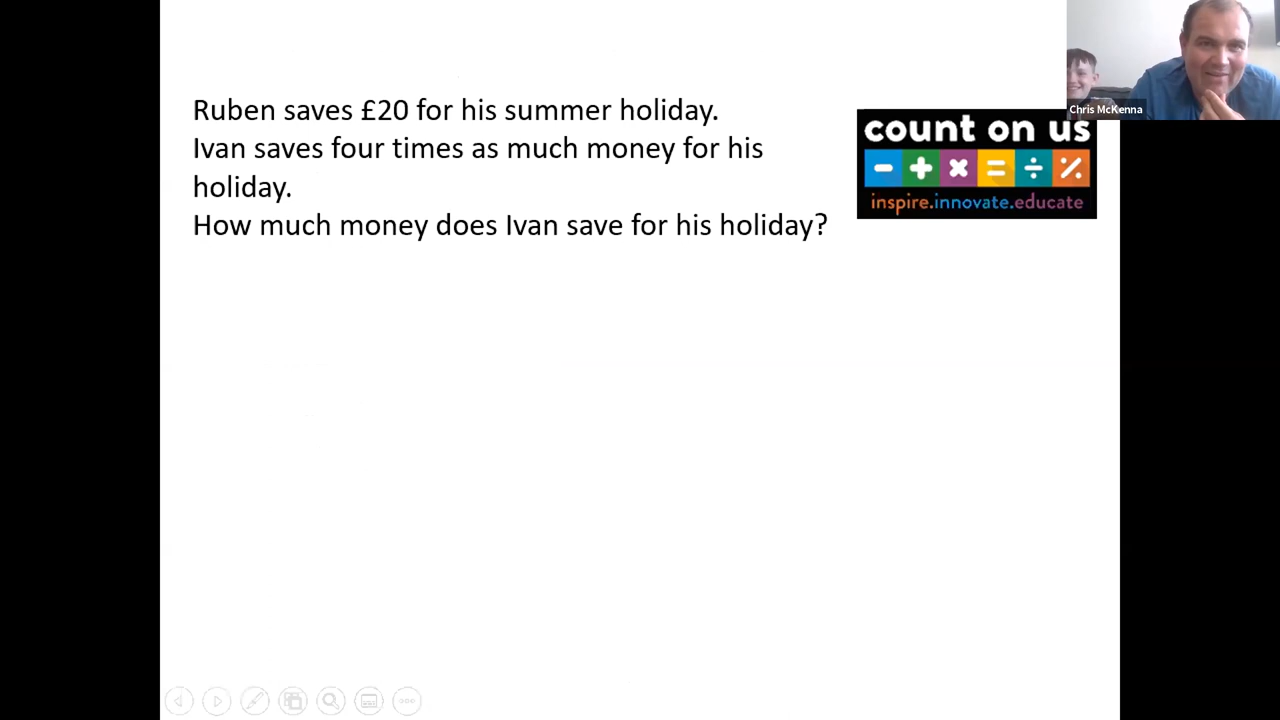 Ruben saves £20 for his summer holiday.
Ivan saves four times as much money for his
holiday.
How much money does Ivan save for his holiday?
Chris McKenna
count on us
- + × = ÷ %
inspire.innovate.educate